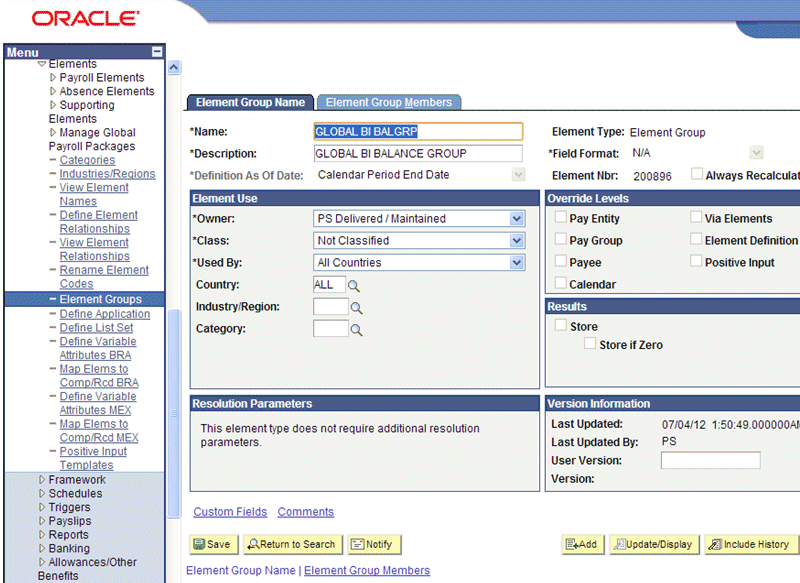 ORACLE®
Menu
Elements
Payroll Elements
Absence Elements
Supporting
Elements
Manage Global
Payroll Packages
Categories
Industries/Regions
View Element
Names
Define Element
Relationships
View Element
Relationships
Rename Element
Codes
Element Groups
Define Application
Define List Set
Define Variable
Attributes BRA
Map Elems to
Comp/Rcd BRA
Define Variable
Attributes MEX
Map Elems to
Comp/Rcd MEX
Positive Input
Templates
Framework
Schedules
Triggers
Payslips
Reports
Banking
Allowances/Other
Benefits
Element Group Name Element Group Members
*Name: GLOBAL BI BALGRP Element Type: Element Group
*Description: GLOBAL BI BALANCE GROUP *Field Format: N/A
*Definition As Of Date: Calendar Period End Date Element Nbr: 200896 Always Recalculat
Element Use
*Owner: PS Delivered / Maintained
*Class: Not Classified
*Used By: All Countries
Country: ALL
Industry/Region:
Category:
Override Levels
Pay Entity Via Elements
Pay Group Element Definition
Payee Positive Input
Calendar
Results
Store
Store if Zero
Resolution Parameters
This element type does not require additional resolution
parameters.
Version Information
Last Updated: 07/04/12 1:50:49.000000AM
Last Updated By: PS
User Version:
Version:
Custom Fields Comments
Save Return to Search Notify Add Update/Display Include History
Element Group Name | Element Group Members